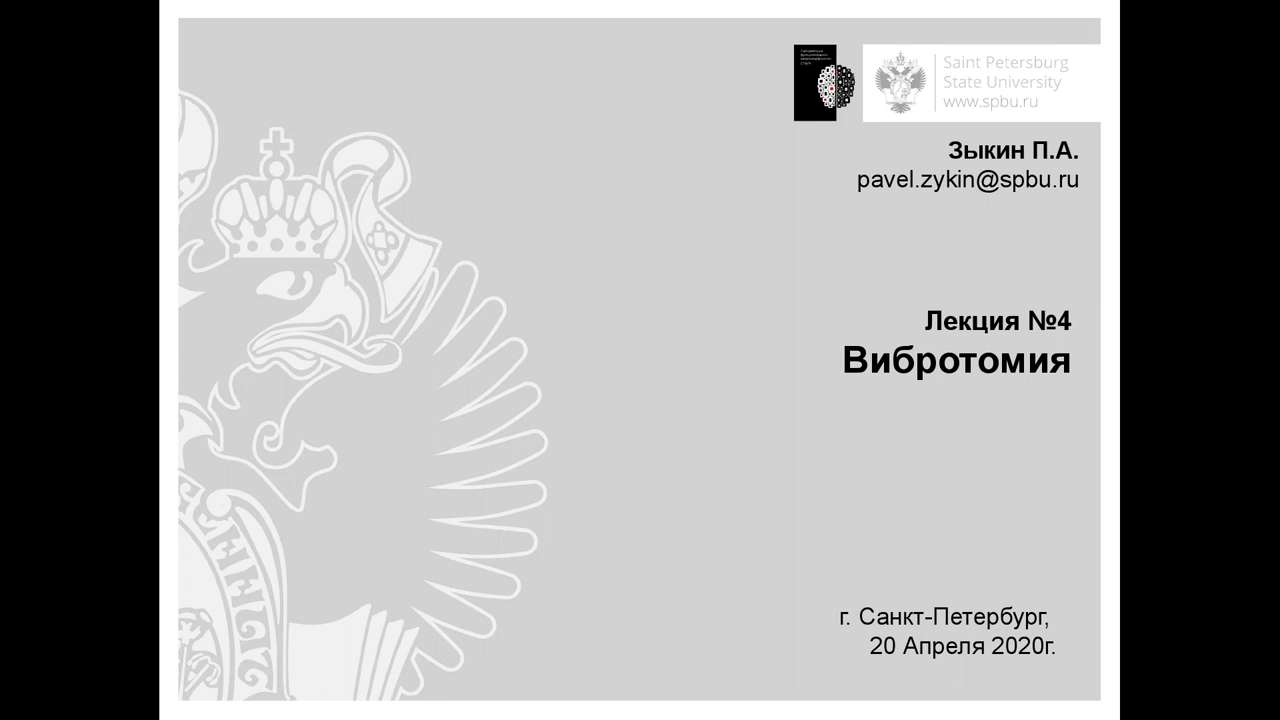 Saint Petersburg
State University
www.spbu.ru
Зыкин П.А.
pavel.zykin@spbu.ru
Лекция №4
Вибротомия
г. Санкт-Петербург,
20 Апреля 2020г.